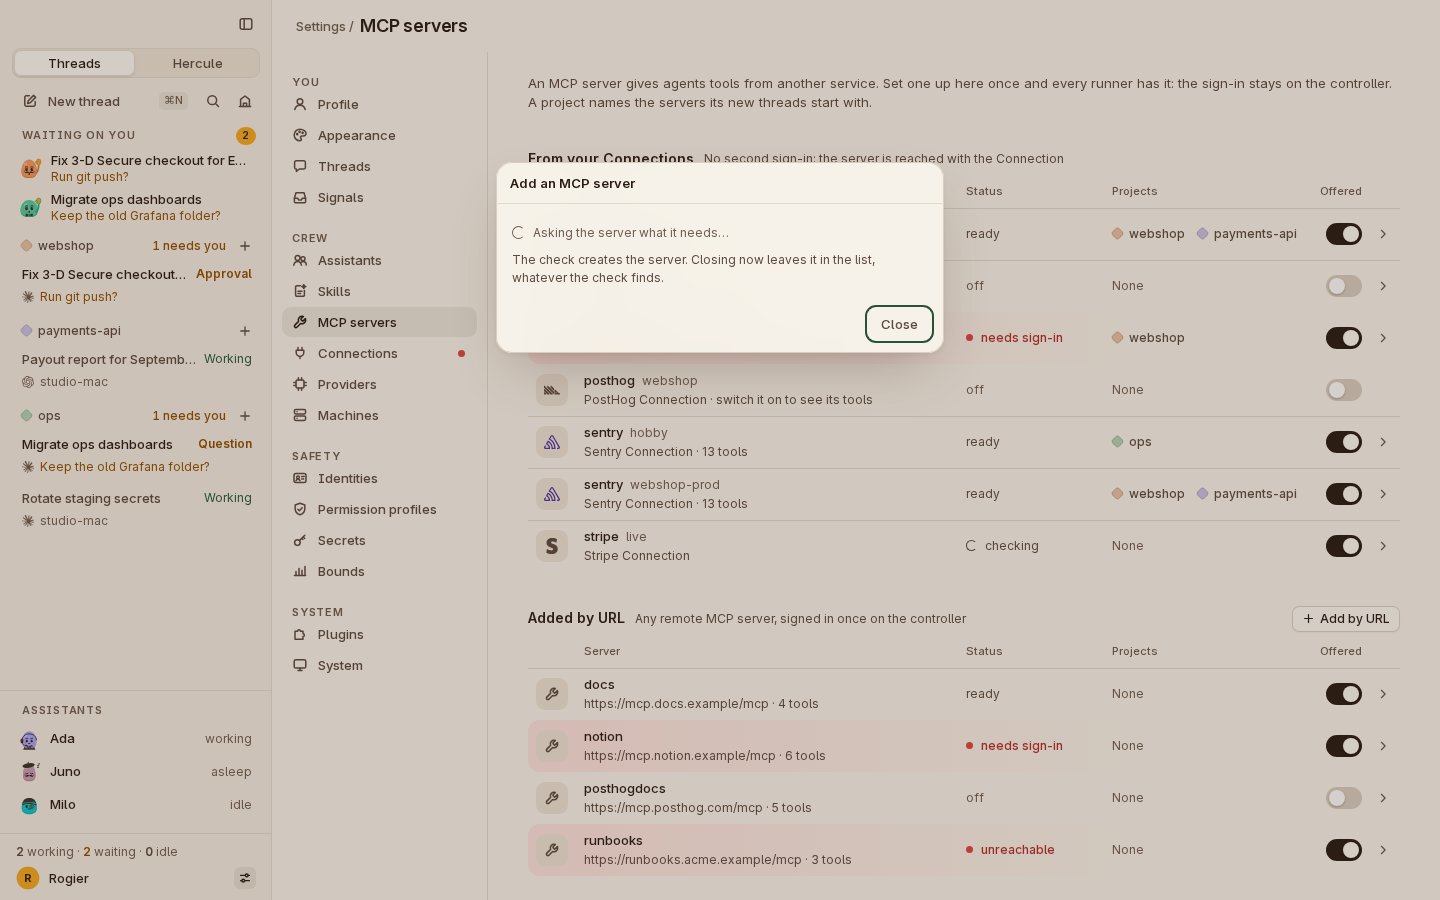 Settings / MCP servers
Threads
Hercule
New thread
⌘N
WAITING ON YOU
2
Fix 3-D Secure checkout for E...
Run git push?
Migrate ops dashboards
Keep the old Grafana folder?
webshop
1 needs you
Fix 3-D Secure checkout...
Approval
Run git push?
payments-api
Payout report for Septemb...
Working
studio-mac
ops
1 needs you
Migrate ops dashboards
Question
Keep the old Grafana folder?
Rotate staging secrets
Working
studio-mac
ASSISTANTS
Ada
working
Juno
asleep
Milo
idle
2 working · 2 waiting · 0 idle
R
Rogier
YOU
Profile
Appearance
Threads
Signals
CREW
Assistants
Skills
MCP servers
Connections
Providers
Machines
SAFETY
Identities
Permission profiles
Secrets
Bounds
SYSTEM
Plugins
System
An MCP server gives agents tools from another service. Set one up here once and every runner has it: the sign-in stays on the controller.
A project names the servers its new threads start with.
From your Connections
No second sign-in: the server is reached with the Connection
Status
Projects
Offered
ready
webshop
payments-api
off
None
needs sign-in
webshop
Add an MCP server
Asking the server what it needs...
The check creates the server. Closing now leaves it in the list,
whatever the check finds.
Close
posthog webshop
PostHog Connection · switch it on to see its tools
off
None
sentry hobby
Sentry Connection · 13 tools
ready
ops
sentry webshop-prod
Sentry Connection · 13 tools
ready
webshop
payments-api
stripe live
Stripe Connection
checking
None
Added by URL
Any remote MCP server, signed in once on the controller
Add by URL
Server
Status
Projects
Offered
docs
https://mcp.docs.example/mcp · 4 tools
ready
None
notion
https://mcp.notion.example/mcp · 6 tools
needs sign-in
None
posthogdocs
https://mcp.posthog.com/mcp · 5 tools
off
None
runbooks
https://runbooks.acme.example/mcp · 3 tools
unreachable
None